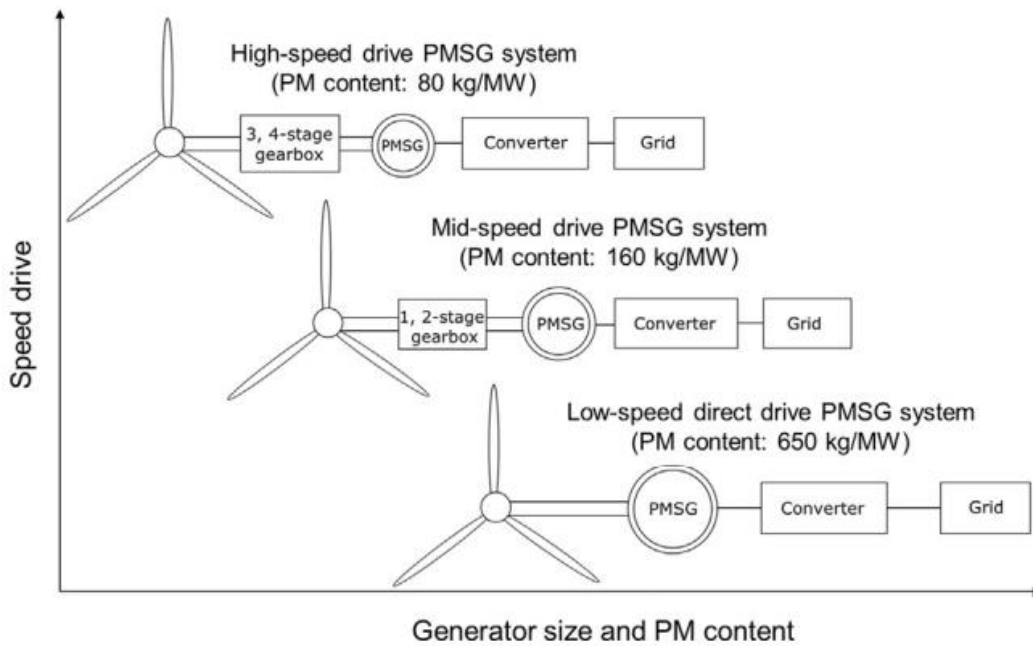 High-speed drive PMSG system
(PM content: 80 kg/MW)
3, 4-stage
gearbox
PMSG
Converter
Grid
Mid-speed drive PMSG system
(PM content: 160 kg/MW)
1, 2-stage
gearbox
PMSG
Converter
Grid
Low-speed direct drive PMSG system
(PM content: 650 kg/MW)
PMSG
Converter
Grid
Speed drive
Generator size and PM content